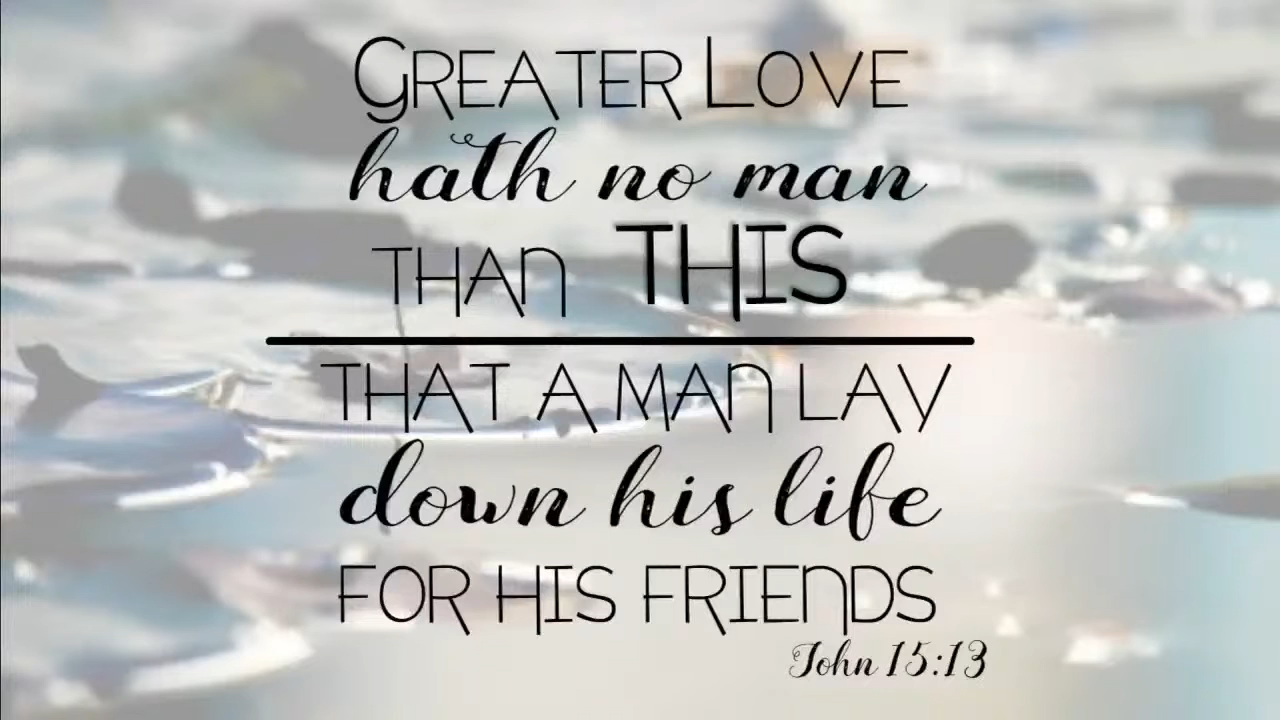 GREATER LOVE
hath no man
THAN THIS
THAT A MAN LAY
down his life
FOR HIS FRIENDS
John 15:13